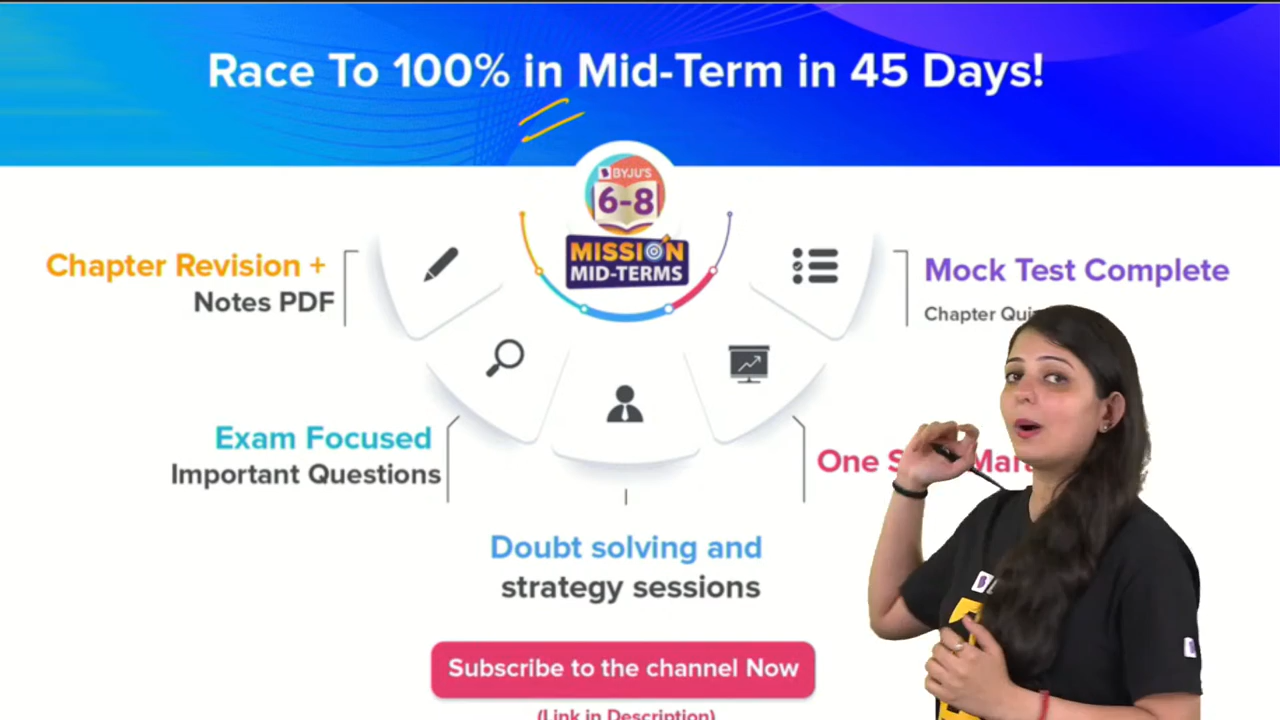 Race To 100% in Mid-Term in 45 Days!
BYJU'S
6-8
MISSION
MID-TERMS
Chapter Revision +
Notes PDF
Mock Test Complete
Chapter
Exam Focused
Important Questions
One
Doubt solving and
strategy sessions
Subscribe to the channel Now
(Link in Description)